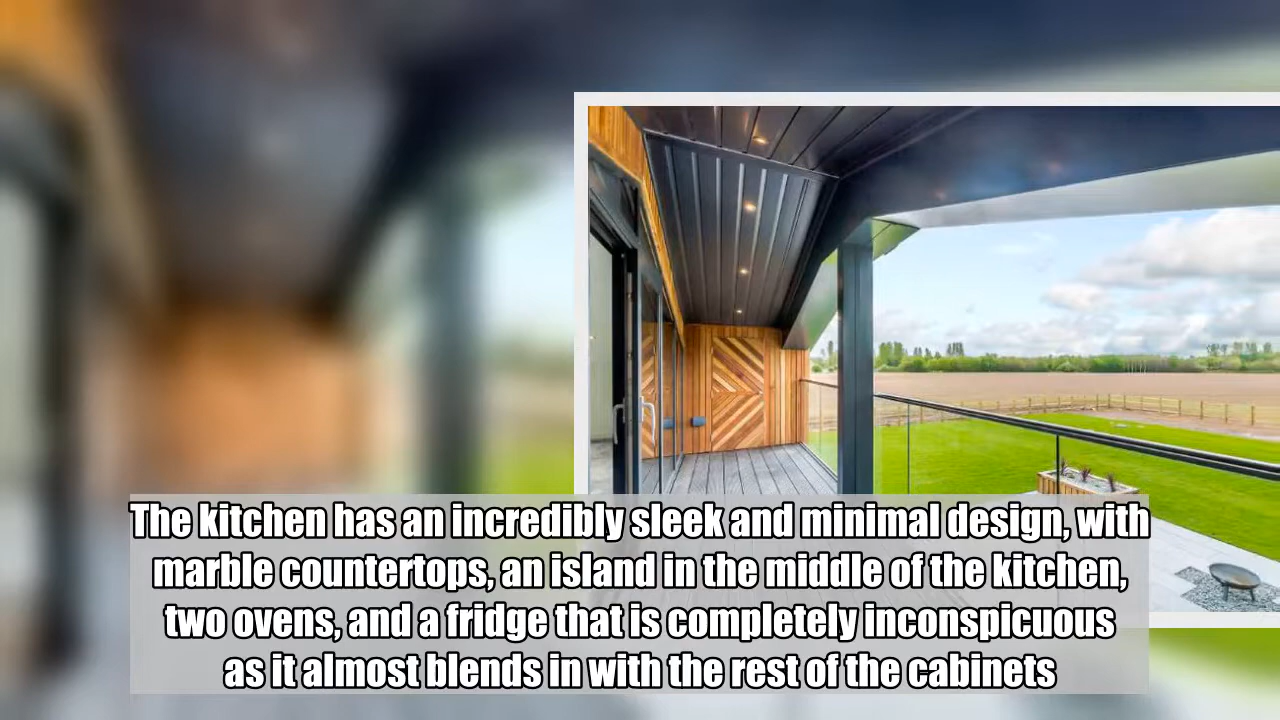 The kitchen has an incredibly sleek and minimal design, with
marble countertops, an island in the middle of the kitchen,
two ovens, and a fridge that is completely inconspicuous
as it almost blends in with the rest of the cabinets